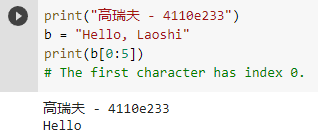 print("高瑞夫 - 4110e233")
b = "Hello, Laoshi"
print(b[0:5])
# The first character has index 0.
高瑞夫 - 4110e233
Hello